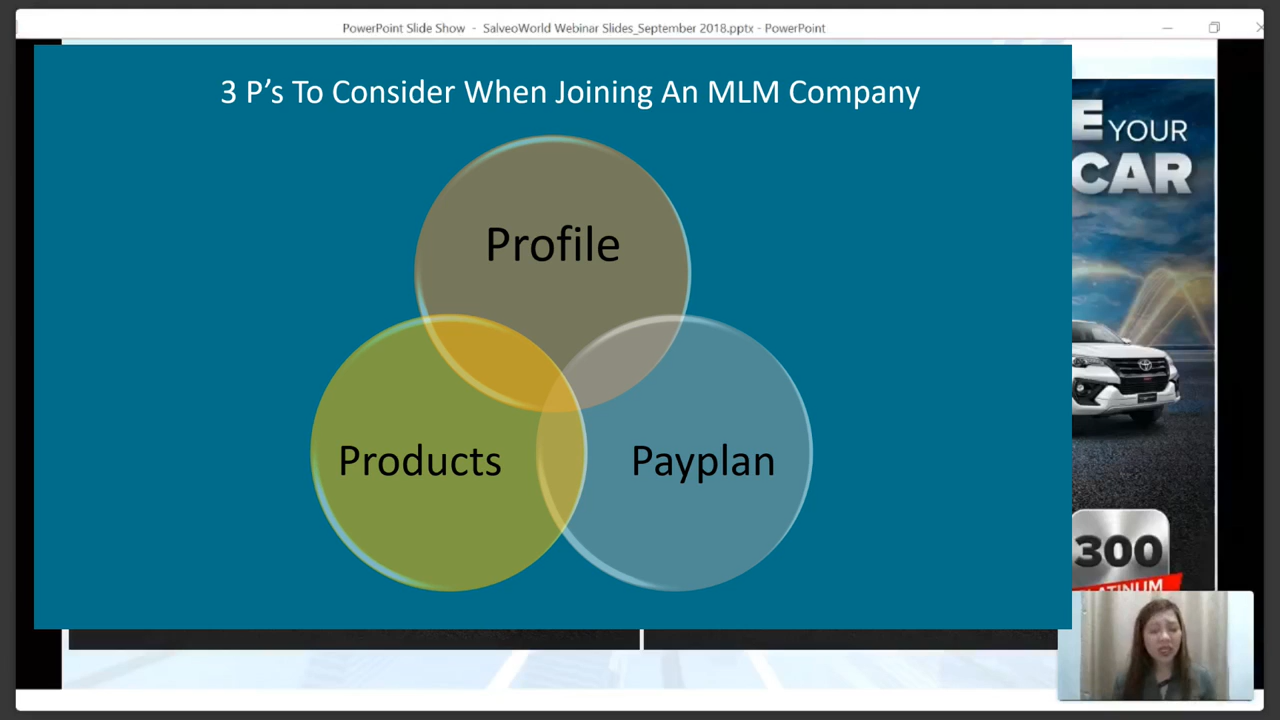 PowerPoint Slide Show - SalveoWorld Webinar Slides_September 2018.pptx - PowerPoint
3 P's To Consider When Joining An MLM Company
Profile
Products
Payplan
E YOUR
CAR
300
PLATINUM